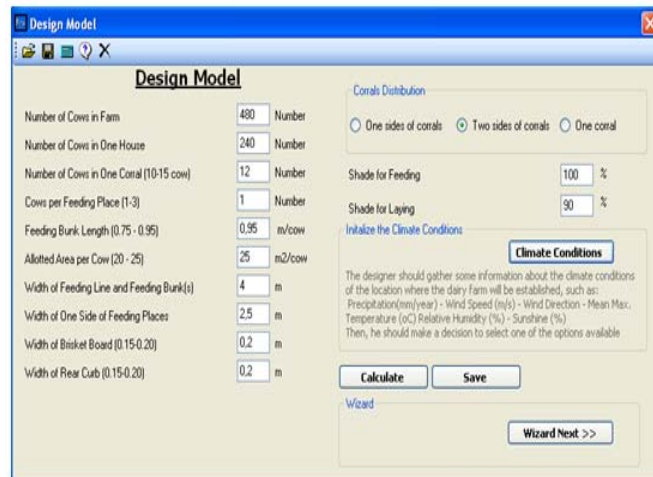 Design Model
Design Model
Number of Cows in Farm 480 Number
Number of Cows in One House 240 Number
Number of Cows in One Corral (10-15 cow) 12 Number
Cows per Feeding Place (1-3) 1 Number
Feeding Bunk Length (0.75 - 0.95) 0,95 m/cow
Allotted Area per Cow (20 - 25) 25 m2/cow
Width of Feeding Line and Feeding Bunk(s) 4 m
Width of One Side of Feeding Places 2,5 m
Width of Brisket Board (0.15-0.20) 0,2 m
Width of Rear Curb (0.15-0.20) 0,2 m
Corrals Distribution
One sides of corrals Two sides of corrals One corral
Shade for Feeding 100 %
Shade for Laying 90 %
Initalize the Climate Conditions
Climate Conditions
The designer should gather some information about the climate conditions
of the location where the dairy farm will be established, such as:
Precipitation(mm/year) - Wind Speed (m/s) - Wind Direction - Mean Max.
Temperature (oC) Relative Humidity (%) - Sunshine (%)
Then, he should make a decision to select one of the options available
Calculate Save
Wizard
Wizard Next >>